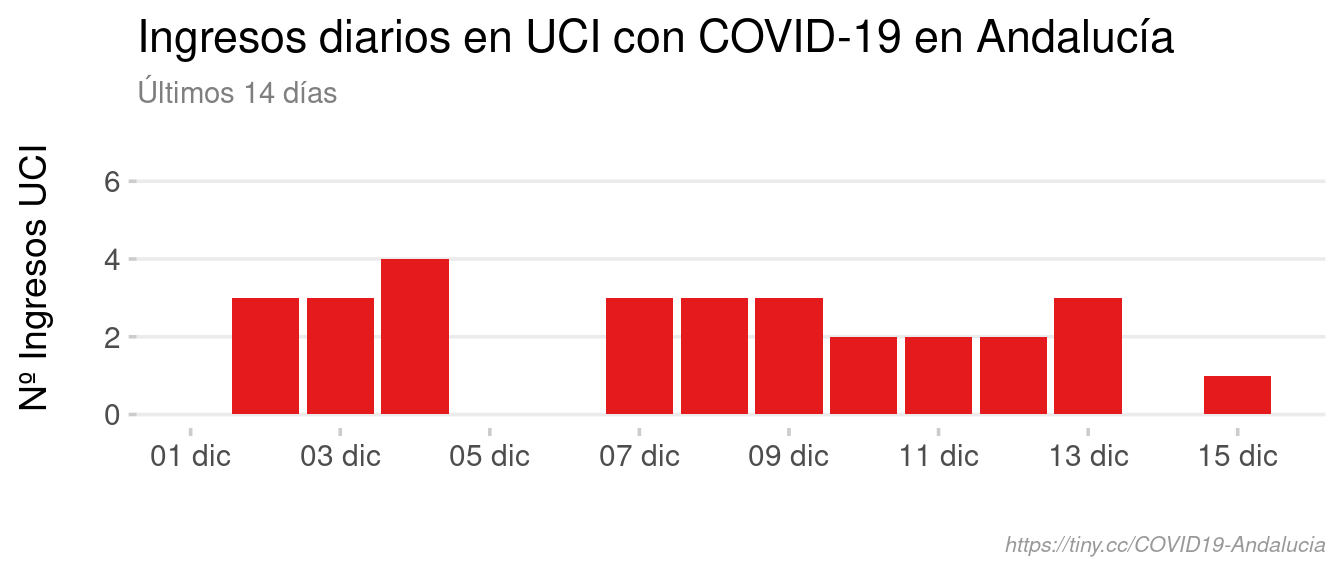 Ingresos diarios en UCI con COVID-19 en Andalucía
Últimos 14 días
Nº Ingresos UCI
6
4
2
0
01 dic 03 dic 05 dic 07 dic 09 dic 11 dic 13 dic 15 dic
https://tiny.cc/COVID19-Andalucia